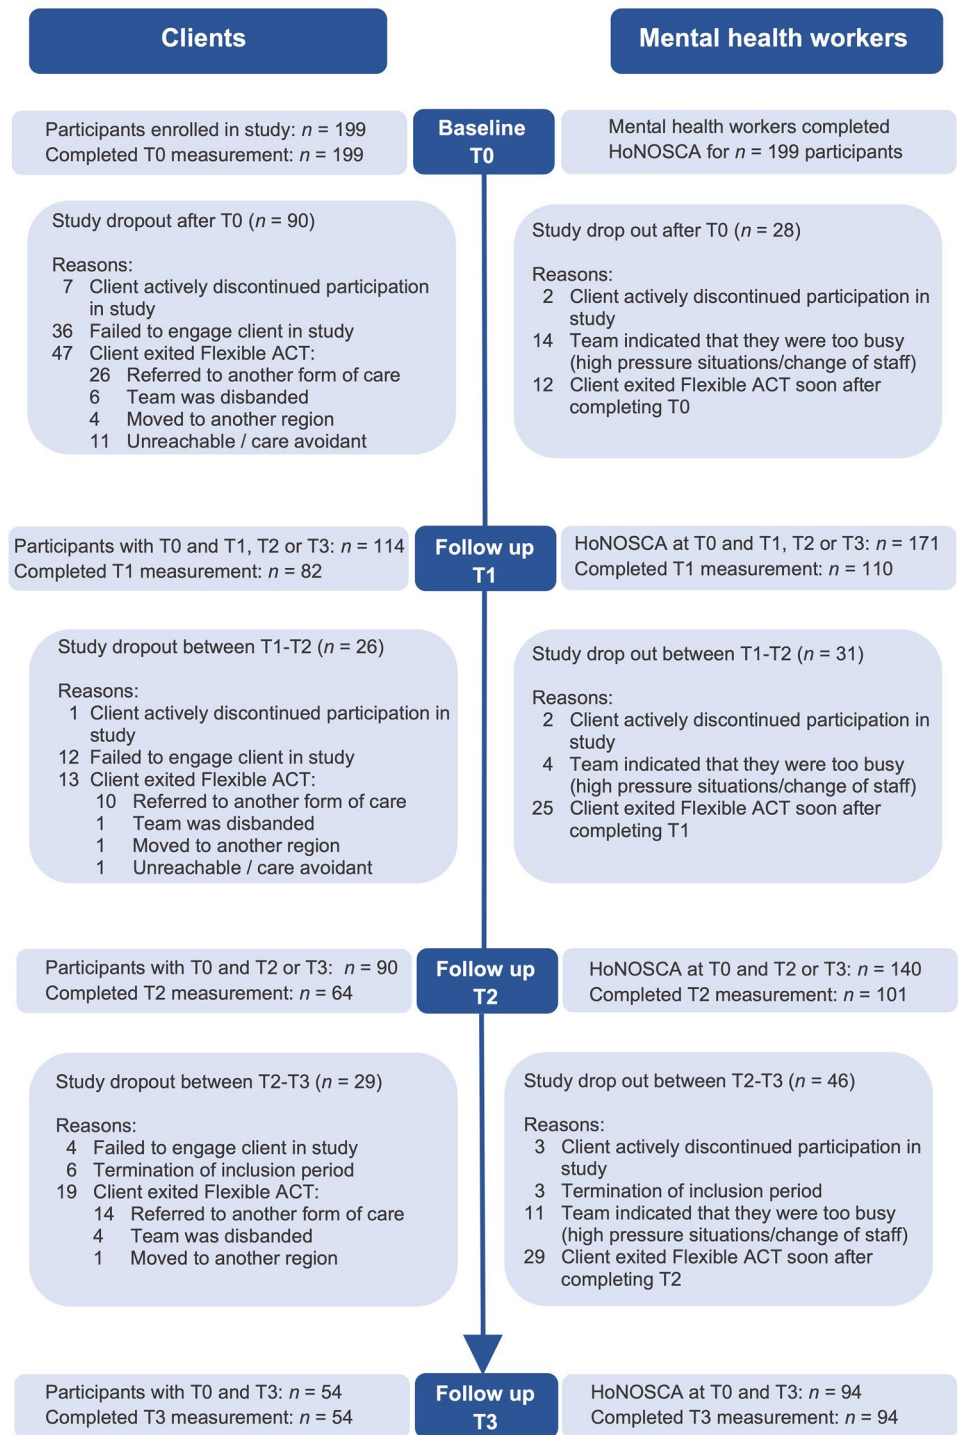 Clients
Mental health workers
Participants enrolled in study: n = 199
Completed T0 measurement: n = 199
Baseline
T0
Mental health workers completed
HoNOSCA for n = 199 participants
Study dropout after T0 (n = 90)
Reasons:
7 Client actively discontinued participation
in study
36 Failed to engage client in study
47 Client exited Flexible ACT:
26 Referred to another form of care
6 Team was disbanded
4 Moved to another region
11 Unreachable / care avoidant
Study drop out after T0 (n = 28)
Reasons:
2 Client actively discontinued participation in
study
14 Team indicated that they were too busy
(high pressure situations/change of staff)
12 Client exited Flexible ACT soon after
completing T0
Participants with T0 and T1, T2 or T3: n = 114
Completed T1 measurement: n = 82
Follow up
T1
HoNOSCA at T0 and T1, T2 or T3: n = 171
Completed T1 measurement: n = 110
Study dropout between T1-T2 (n = 26)
Reasons:
1 Client actively discontinued participation in
study
12 Failed to engage client in study
13 Client exited Flexible ACT:
10 Referred to another form of care
1 Team was disbanded
1 Moved to another region
1 Unreachable / care avoidant
Study drop out between T1-T2 (n = 31)
Reasons:
2 Client actively discontinued participation in
study
4 Team indicated that they were too busy
(high pressure situations/change of staff)
25 Client exited Flexible ACT soon after
completing T1
Participants with T0 and T2 or T3: n = 90
Completed T2 measurement: n = 64
Follow up
T2
HoNOSCA at T0 and T2 or T3: n = 140
Completed T2 measurement: n = 101
Study dropout between T2-T3 (n = 29)
Reasons:
4 Failed to engage client in study
6 Termination of inclusion period
19 Client exited Flexible ACT:
14 Referred to another form of care
4 Team was disbanded
1 Moved to another region
Study drop out between T2-T3 (n = 46)
Reasons:
3 Client actively discontinued participation in
study
3 Termination of inclusion period
11 Team indicated that they were too busy
(high pressure situations/change of staff)
29 Client exited Flexible ACT soon after
completing T2
Participants with T0 and T3: n = 54
Completed T3 measurement: n = 54
Follow up
T3
HoNOSCA at T0 and T3: n = 94
Completed T3 measurement: n = 94